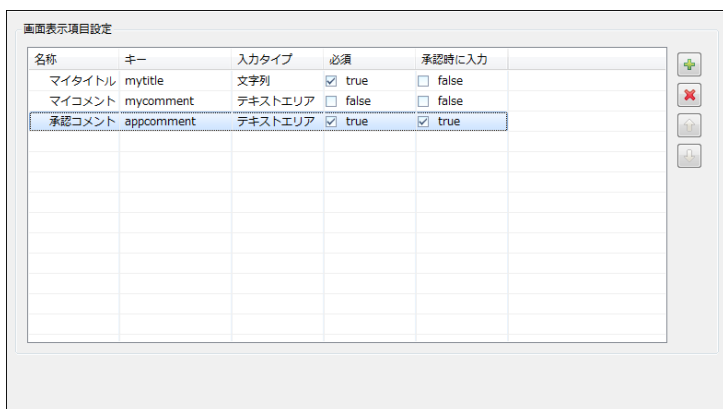 画面表示項目設定
名称 キー 入力タイプ 必須 承認時に入力
マイタイトル mytitle 文字列 true false
マイコメント mycomment テキストエリア false false
承認コメント appcomment テキストエリア true true